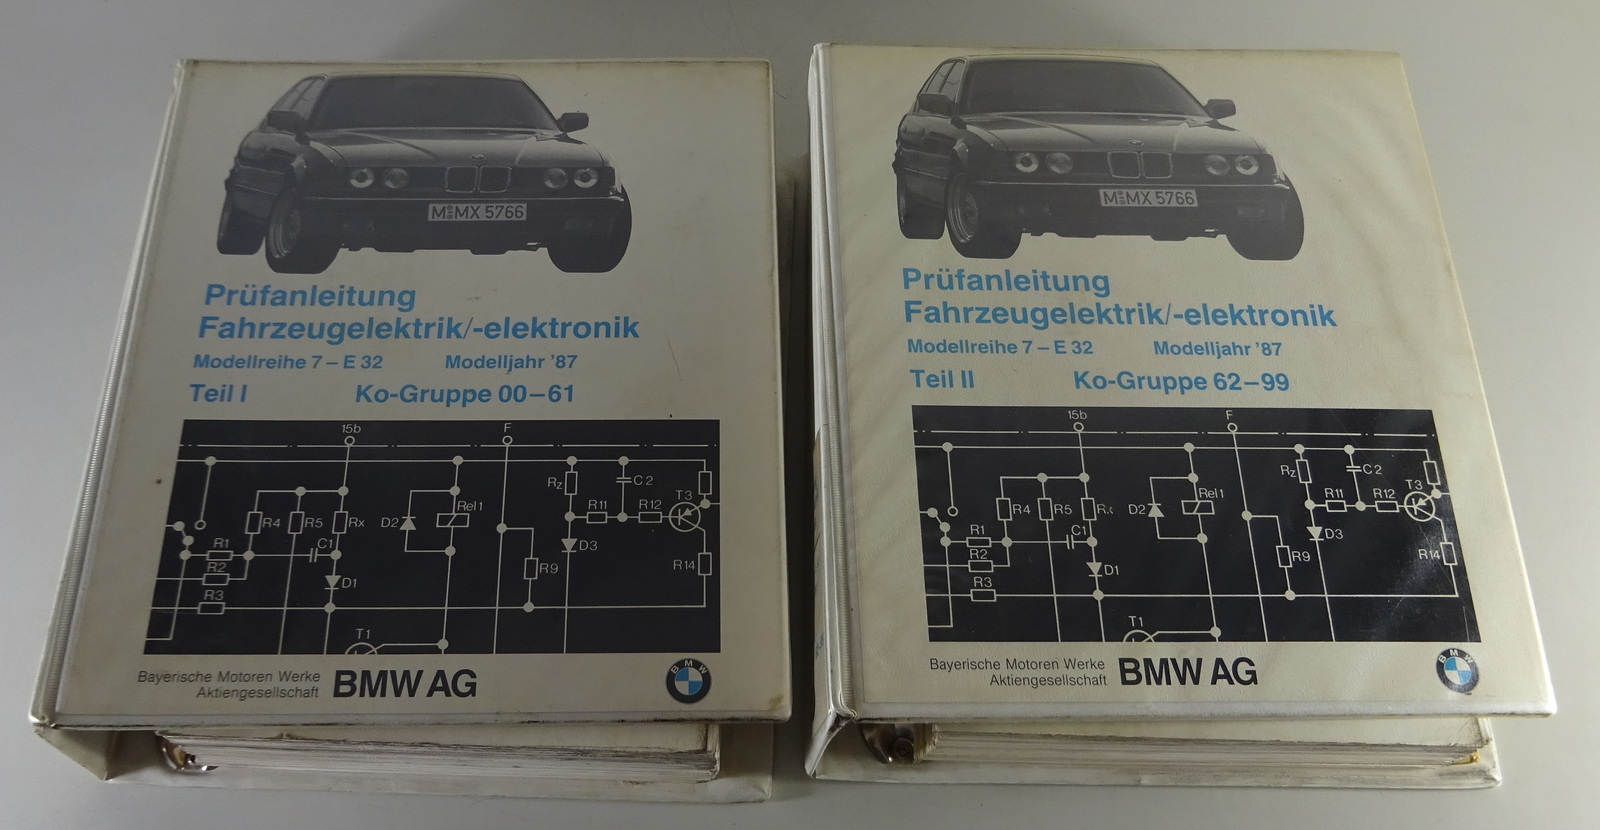 M MX 5766
Prüfanleitung
Fahrzeugelektrik/-elektronik
Modellreihe 7 – E 32 Modelljahr '87
Teil I Ko-Gruppe 00–61
15b F
Rz C2
R11 R12 T3
R4 R5 Rx D2 Rel1
R1 C1 D3
R2 R9 R14
R3 D1
T1
Bayerische Motoren Werke
Aktiengesellschaft
BMW AG
BMW
M MX 5766
Prüfanleitung
Fahrzeugelektrik/-elektronik
Modellreihe 7 – E 32 Modelljahr '87
Teil II Ko-Gruppe 62–99
15b F
Rz C2
R11 R12 T3
R4 R5 Rx D2 Rel1
R1 C1 D3
R2 R9 R14
R3 D1
T1
Bayerische Motoren Werke
Aktiengesellschaft
BMW AG
BMW